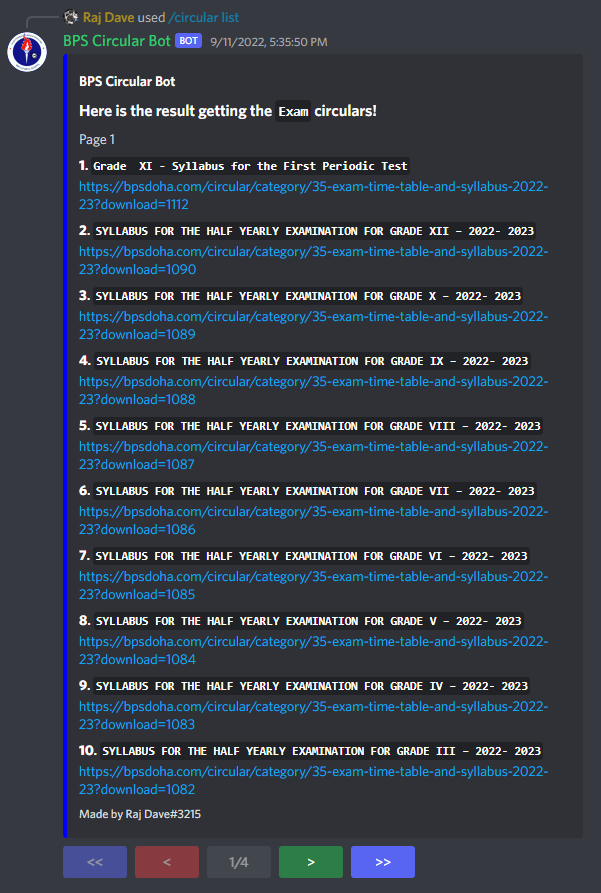 Raj Dave used /circular list
BPS Circular Bot BOT 9/11/2022, 5:35:50 PM
BPS Circular Bot
Here is the result getting the Exam circulars!
Page 1
1. Grade  XI - Syllabus for the First Periodic Test
https://bpsdoha.com/circular/category/35-exam-time-table-and-syllabus-2022-
23?download=1112
2. SYLLABUS FOR THE HALF YEARLY EXAMINATION FOR GRADE XII – 2022- 2023
https://bpsdoha.com/circular/category/35-exam-time-table-and-syllabus-2022-
23?download=1090
3. SYLLABUS FOR THE HALF YEARLY EXAMINATION FOR GRADE X – 2022- 2023
https://bpsdoha.com/circular/category/35-exam-time-table-and-syllabus-2022-
23?download=1089
4. SYLLABUS FOR THE HALF YEARLY EXAMINATION FOR GRADE IX – 2022- 2023
https://bpsdoha.com/circular/category/35-exam-time-table-and-syllabus-2022-
23?download=1088
5. SYLLABUS FOR THE HALF YEARLY EXAMINATION FOR GRADE VIII – 2022- 2023
https://bpsdoha.com/circular/category/35-exam-time-table-and-syllabus-2022-
23?download=1087
6. SYLLABUS FOR THE HALF YEARLY EXAMINATION FOR GRADE VII – 2022- 2023
https://bpsdoha.com/circular/category/35-exam-time-table-and-syllabus-2022-
23?download=1086
7. SYLLABUS FOR THE HALF YEARLY EXAMINATION FOR GRADE VI – 2022- 2023
https://bpsdoha.com/circular/category/35-exam-time-table-and-syllabus-2022-
23?download=1085
8. SYLLABUS FOR THE HALF YEARLY EXAMINATION FOR GRADE V – 2022- 2023
https://bpsdoha.com/circular/category/35-exam-time-table-and-syllabus-2022-
23?download=1084
9. SYLLABUS FOR THE HALF YEARLY EXAMINATION FOR GRADE IV – 2022- 2023
https://bpsdoha.com/circular/category/35-exam-time-table-and-syllabus-2022-
23?download=1083
10. SYLLABUS FOR THE HALF YEARLY EXAMINATION FOR GRADE III – 2022- 2023
https://bpsdoha.com/circular/category/35-exam-time-table-and-syllabus-2022-
23?download=1082
Made by Raj Dave#3215
<< < 1/4 > >>